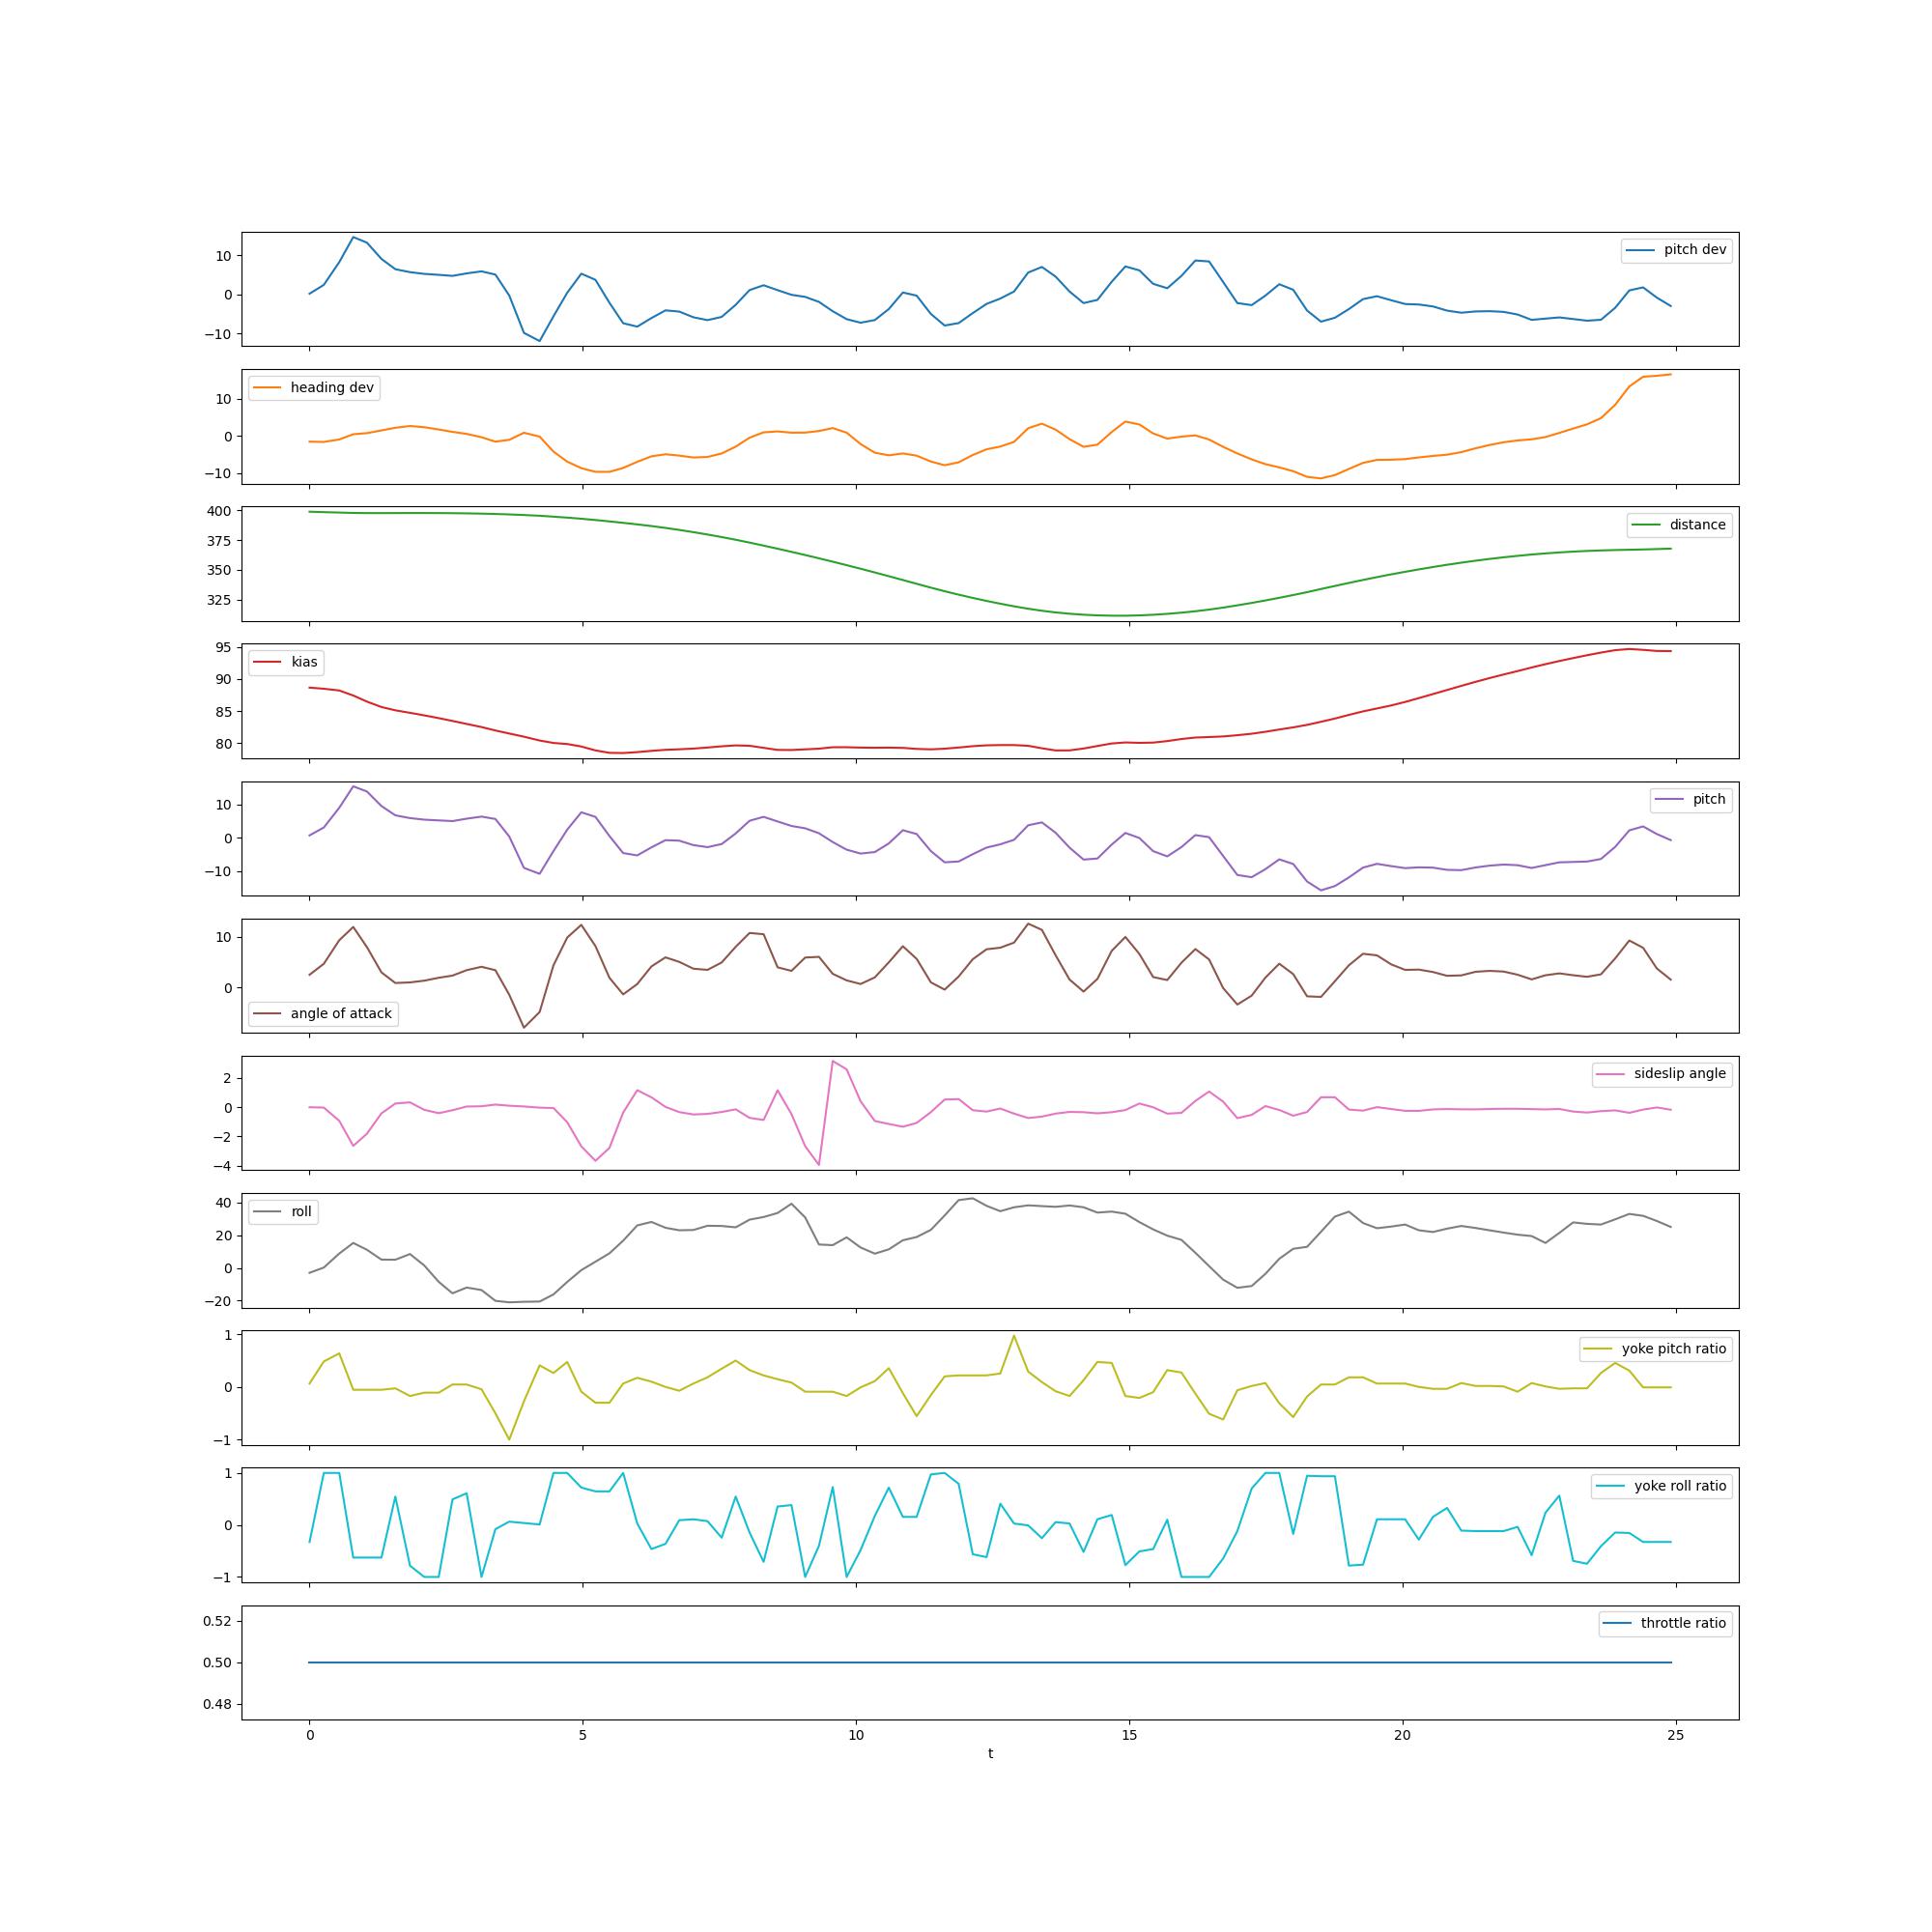 10
0
−10
pitch dev
10
0
−10
heading dev
400
375
350
325
distance
95
90
85
80
kias
10
0
−10
pitch
10
0
angle of attack
2
0
−2
−4
sideslip angle
40
20
0
−20
roll
1
0
−1
yoke pitch ratio
1
0
−1
yoke roll ratio
0.52
0.50
0.48
throttle ratio
0 5 10 15 20 25
t